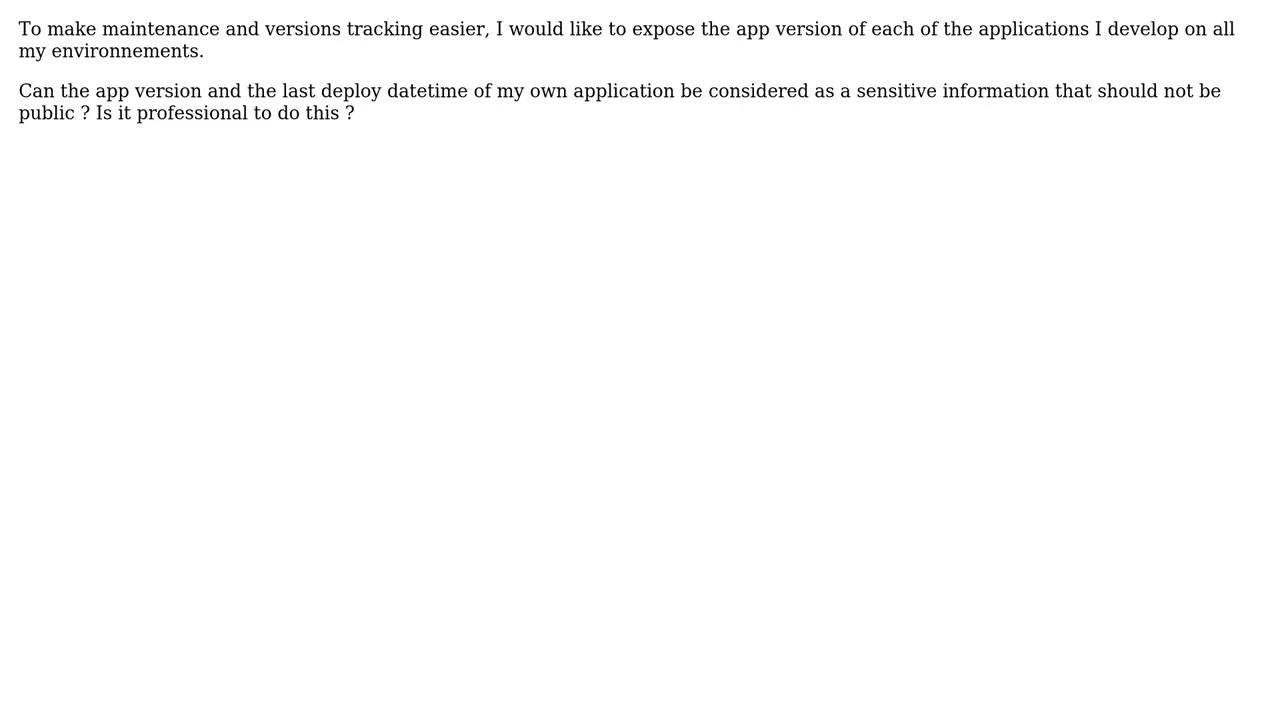 To make maintenance and versions tracking easier, I would like to expose the app version of each of the applications I develop on all
my environnements.
Can the app version and the last deploy datetime of my own application be considered as a sensitive information that should not be
public ? Is it professional to do this ?